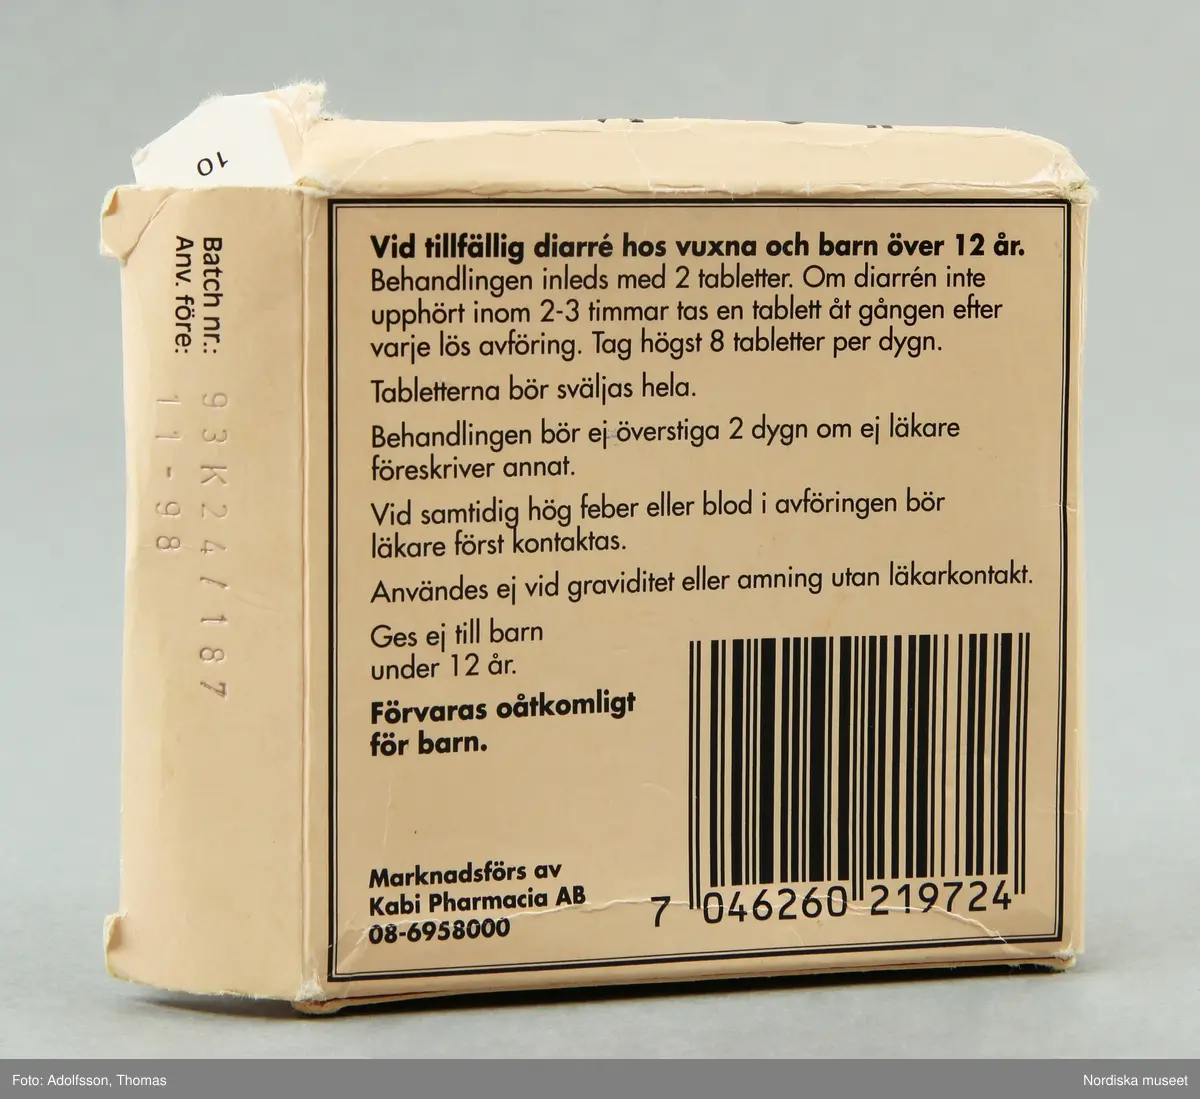 10
Batch nr.: 93K24/187
Anv. före: 11-98
Vid tillfällig diarré hos vuxna och barn över 12 år.
Behandlingen inleds med 2 tabletter. Om diarrén inte
upphört inom 2-3 timmar tas en tablett åt gången efter
varje lös avföring. Tag högst 8 tabletter per dygn.
Tabletterna bör sväljas hela.
Behandlingen bör ej överstiga 2 dygn om ej läkare
föreskriver annat.
Vid samtidig hög feber eller blod i avföringen bör
läkare först kontaktas.
Användes ej vid graviditet eller amning utan läkarkontakt.
Ges ej till barn
under 12 år.
Förvaras oåtkomligt
för barn.
Marknadsförs av
Kabi Pharmacia AB
08-6958000
7 046260 219724
Foto: Adolfsson, Thomas
Nordiska museet